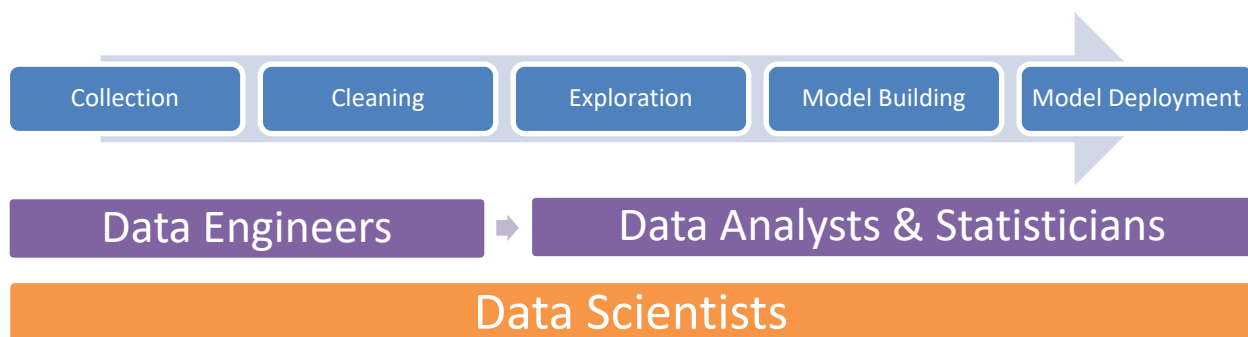 Collection
Cleaning
Exploration
Model Building
Model Deployment
Data Engineers
Data Analysts & Statisticians
Data Scientists